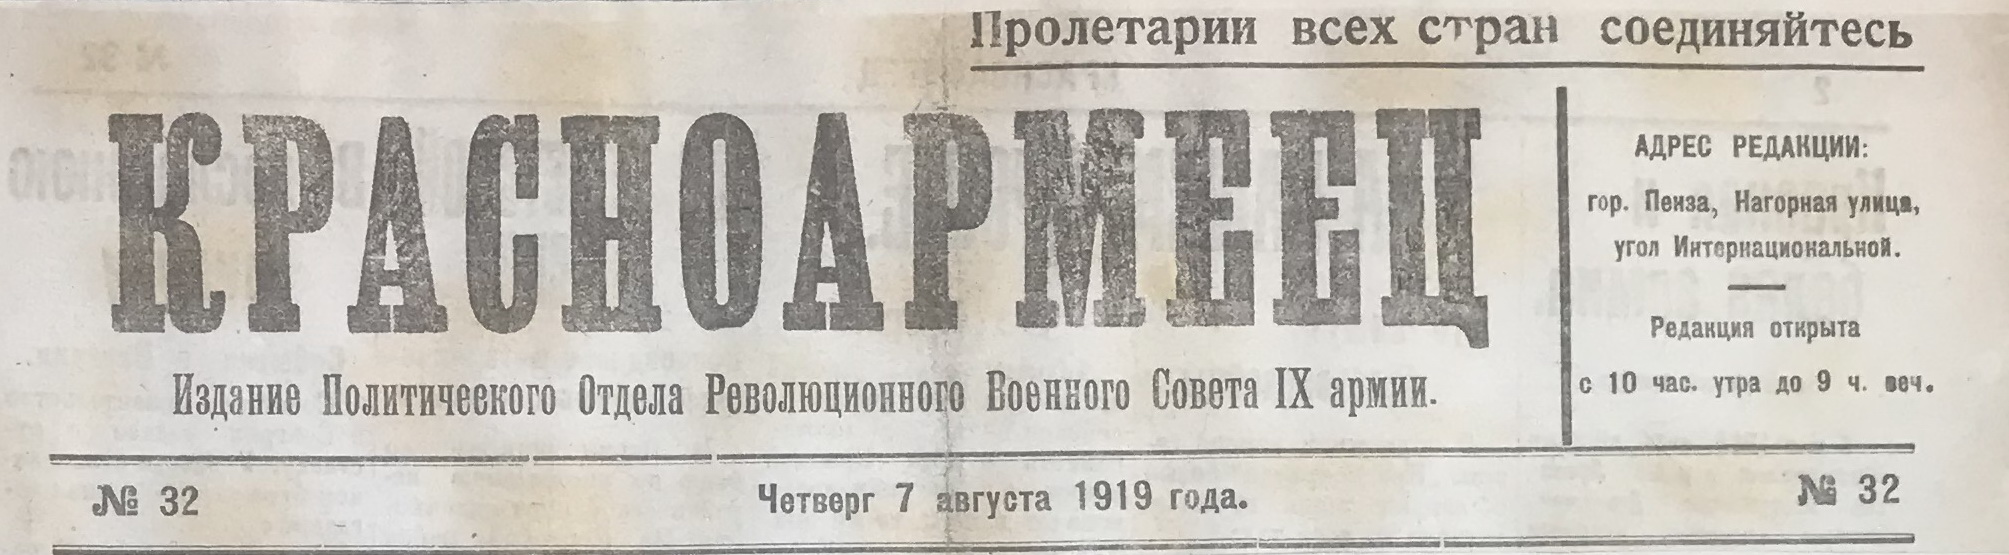 Пролетарии всех стран соединяйтесь
КРАСНОАРМЕЕЦ
Издание Политического Отдела Революционного Военного Совета IX армии.
АДРЕС РЕДАКЦИИ:
гор. Пенза, Нагорная улица,
угол Интернациональной.
Редакция открыта
с 10 час. утра до 9 ч. веч.
№ 32 Четверг 7 августа 1919 года. № 32